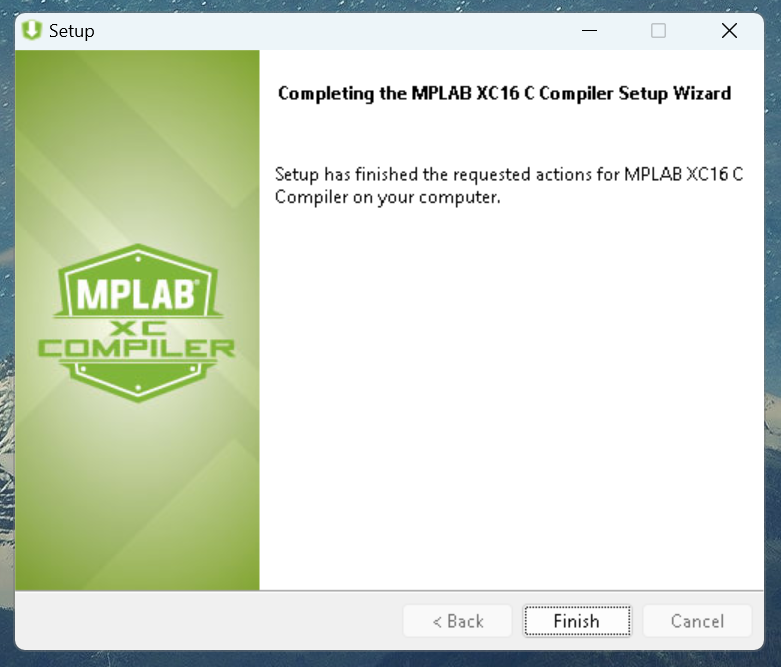 Setup
Completing the MPLAB XC16 C Compiler Setup Wizard
Setup has finished the requested actions for MPLAB XC16 C
Compiler on your computer.
MPLAB®
XC
COMPILER
< Back
Finish
Cancel